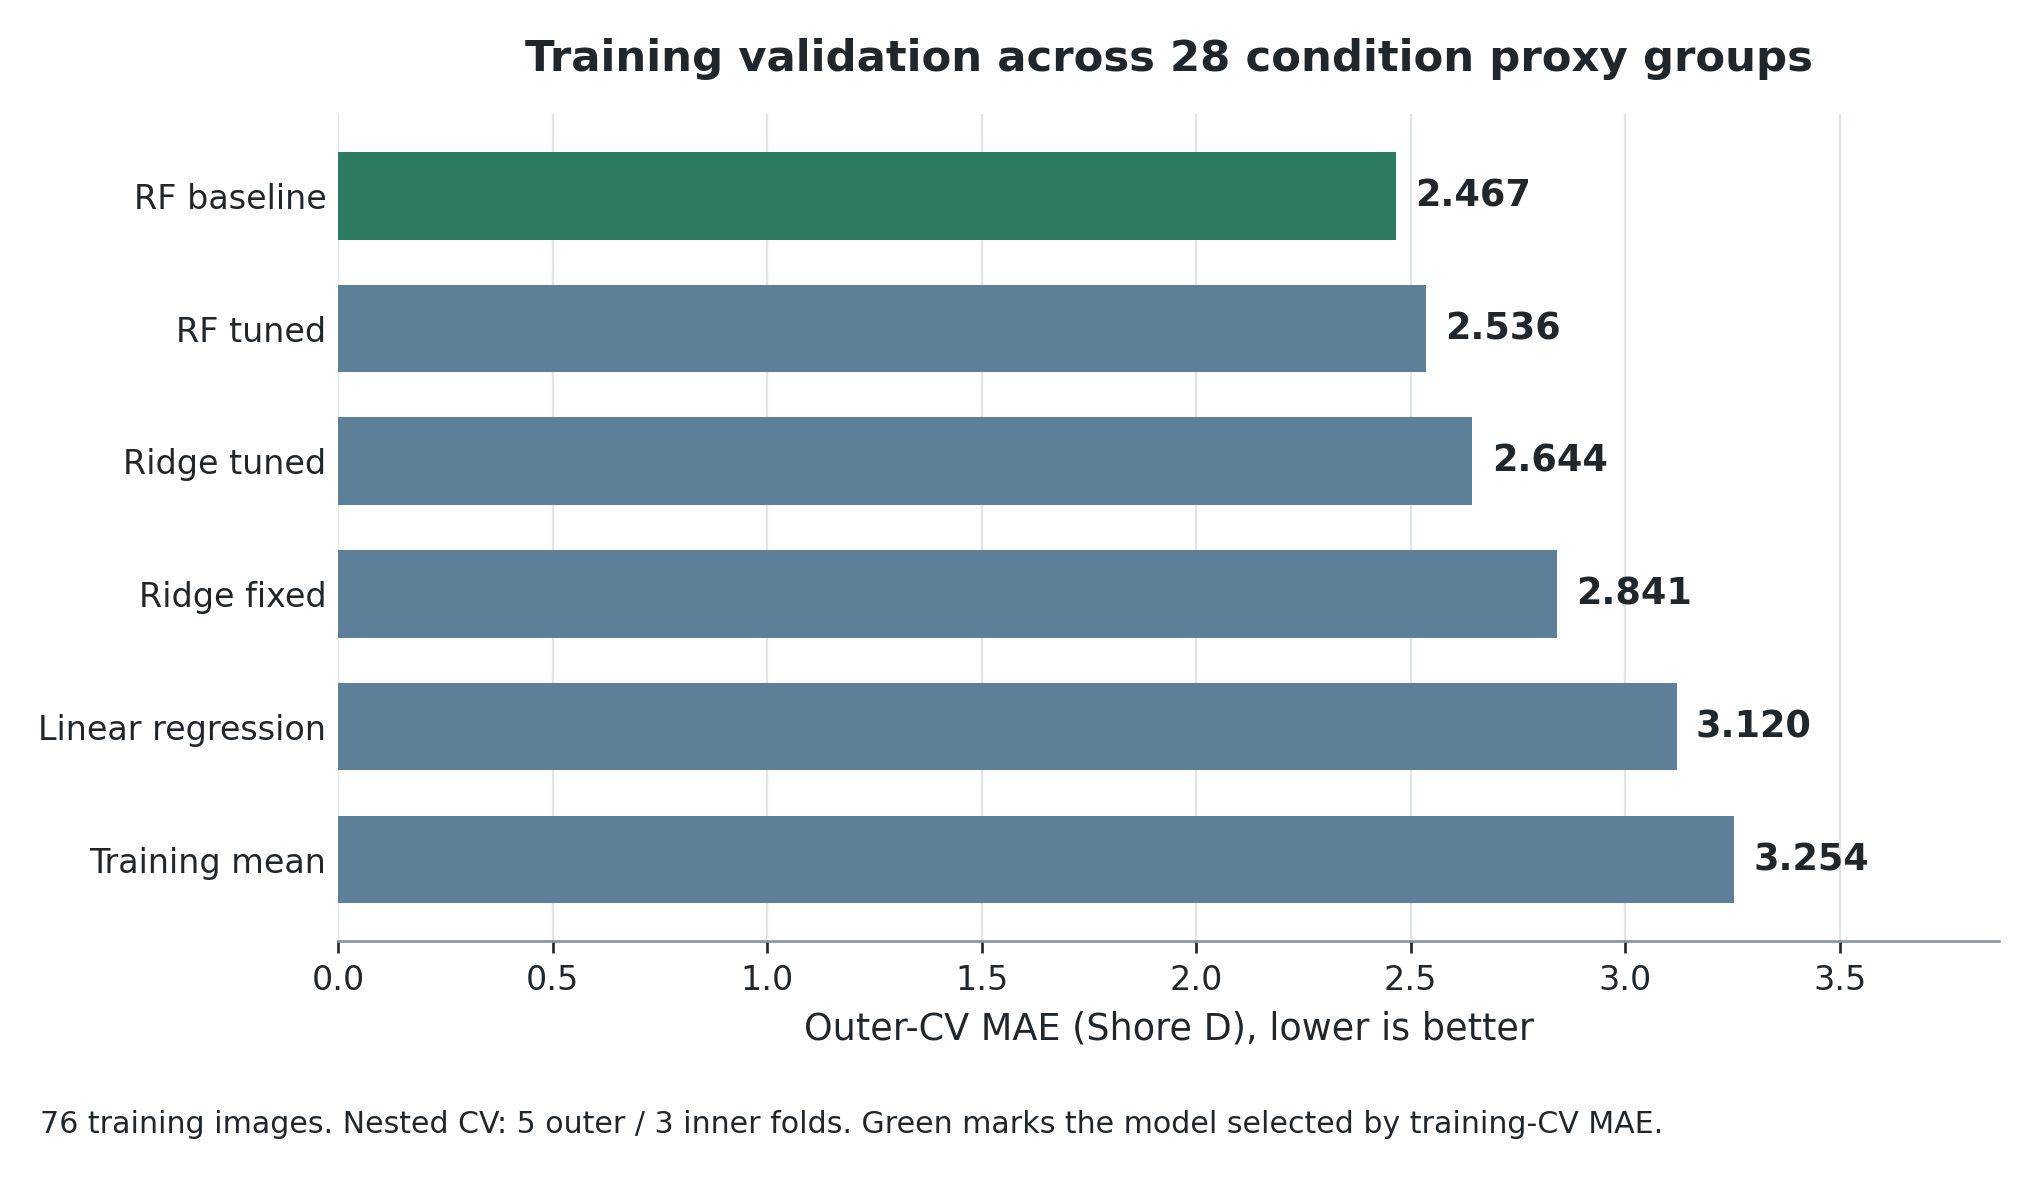 Training validation across 28 condition proxy groups
RF baseline
2.467
RF tuned
2.536
Ridge tuned
2.644
Ridge fixed
2.841
Linear regression
3.120
Training mean
3.254
0.0 0.5 1.0 1.5 2.0 2.5 3.0 3.5
Outer-CV MAE (Shore D), lower is better
76 training images. Nested CV: 5 outer / 3 inner folds. Green marks the model selected by training-CV MAE.